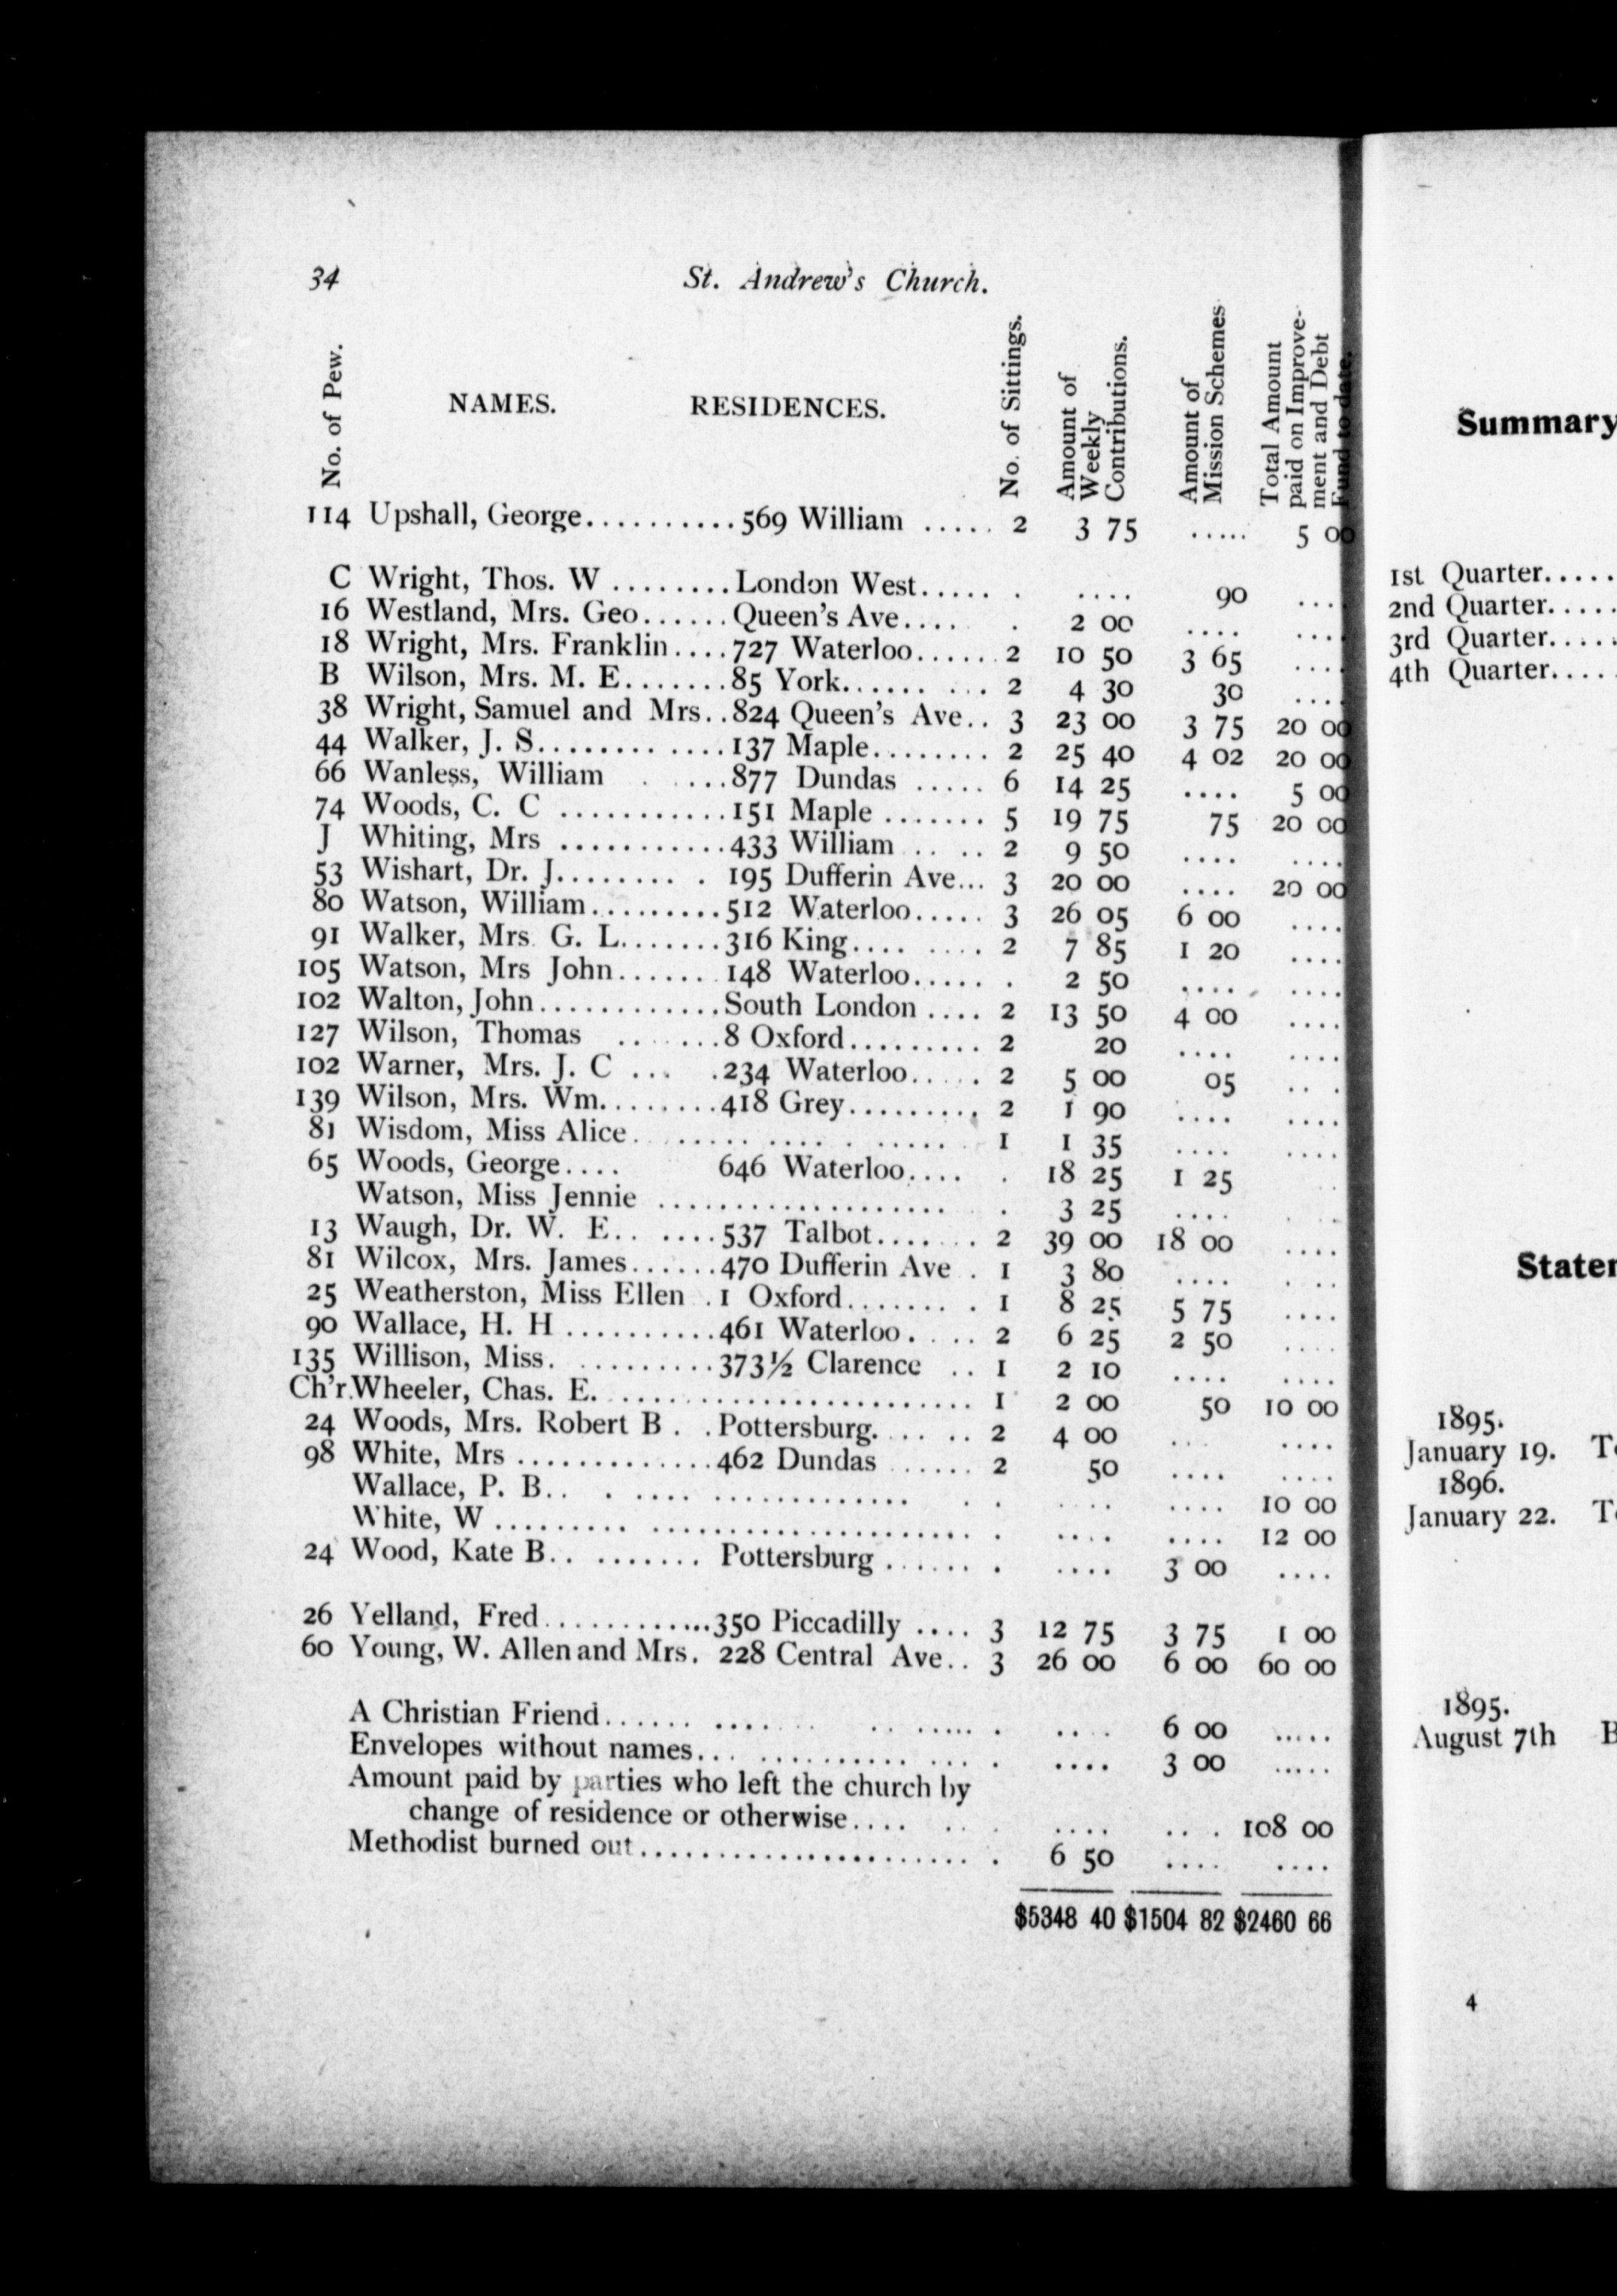 34 St. Andrew's Church.
No. of Pew. NAMES. RESIDENCES. No. of Sittings. Amount of Weekly Contributions. Amount of Mission Schemes Total Amount paid on Improve-ment and Debt Fund to date.
114 Upshall, George..........569 William ..... 2 3 75 ..... 5 00
C Wright, Thos. W ........London West..... . .... 90 ....
16 Westland, Mrs. Geo......Queen's Ave.... . 2 00 .... ....
18 Wright, Mrs. Franklin....727 Waterloo...... 2 10 50 3 65 ....
B Wilson, Mrs. M. E.......85 York...... ... 2 4 30 30 ....
38 Wright, Samuel and Mrs..824 Queen's Ave.. 3 23 00 3 75 20 00
44 Walker, J. S............137 Maple........ 2 25 40 4 02 20 00
66 Wanless, William ....877 Dundas ..... 6 14 25 .... 5 00
74 Woods, C. C ...........151 Maple ....... 5 19 75 75 20 00
J Whiting, Mrs ...........433 William .. .. 2 9 50 .... ....
53 Wishart, Dr. J........ . 195 Dufferin Ave... 3 20 00 .... 20 00
80 Watson, William.........512 Waterloo..... 3 26 05 6 00 ....
91 Walker, Mrs. G. L.......316 King.... .... 2 7 85 1 20 ....
105 Watson, Mrs John.......148 Waterloo..... . 2 50 .... ....
102 Walton, John............South London .... 2 13 50 4 00 ....
127 Wilson, Thomas .......8 Oxford......... 2 20 .... ....
102 Warner, Mrs. J. C ... .234 Waterloo..... 2 5 00 05 .. .
139 Wilson, Mrs. Wm........418 Grey......... 2 1 90 .... ....
81 Wisdom, Miss Alice........ .... . ..... 1 1 35 .... ....
65 Woods, George.... 646 Waterloo.... . 18 25 1 25
Watson, Miss Jennie ................... . 3 25 ....
13 Waugh, Dr. W. E.. ....537 Talbot....... 2 39 00 18 00 ....
81 Wilcox, Mrs. James......470 Dufferin Ave . 1 3 80 .... ....
25 Weatherston, Miss Ellen .1 Oxford........ 1 8 25 5 75 ....
90 Wallace, H. H ..........461 Waterloo..... 2 6 25 2 50 ....
135 Willison, Miss. .........373½ Clarence .. 1 2 10 .... ....
Ch'r. Wheeler, Chas. E......................... 1 2 00 50 10 00
24 Woods, Mrs. Robert B . .Pottersburg...... 2 4 00 ... ....
98 White, Mrs .............462 Dundas ...... 2 50 .... ....
Wallace, P. B.. . .... ............. . . .... .... 10 00
White, W ......... ..................... . .... .... 12 00
24 Wood, Kate B.. ....... Pottersburg ...... . .... 3 00 ....
26 Yelland, Fred............350 Piccadilly .... 3 12 75 3 75 1 00
60 Young, W. Allen and Mrs. 228 Central Ave.. 3 26 00 6 00 60 00
A Christian Friend...... .... .. ..... . .... 6 00 .....
Envelopes without names... ........... .... . .... 3 00 .....
Amount paid by parties who left the church by
change of residence or otherwise.... .. . .... .... 108 00
Methodist burned out...................... . 6 50 .... ....
$5348 40 $1504 82 $2460 66
Summary
1st Quarter.....
2nd Quarter.....
3rd Quarter.....
4th Quarter....
Stater
1895.
January 19.
1896.
January 22.
1895.
August 7th B
4